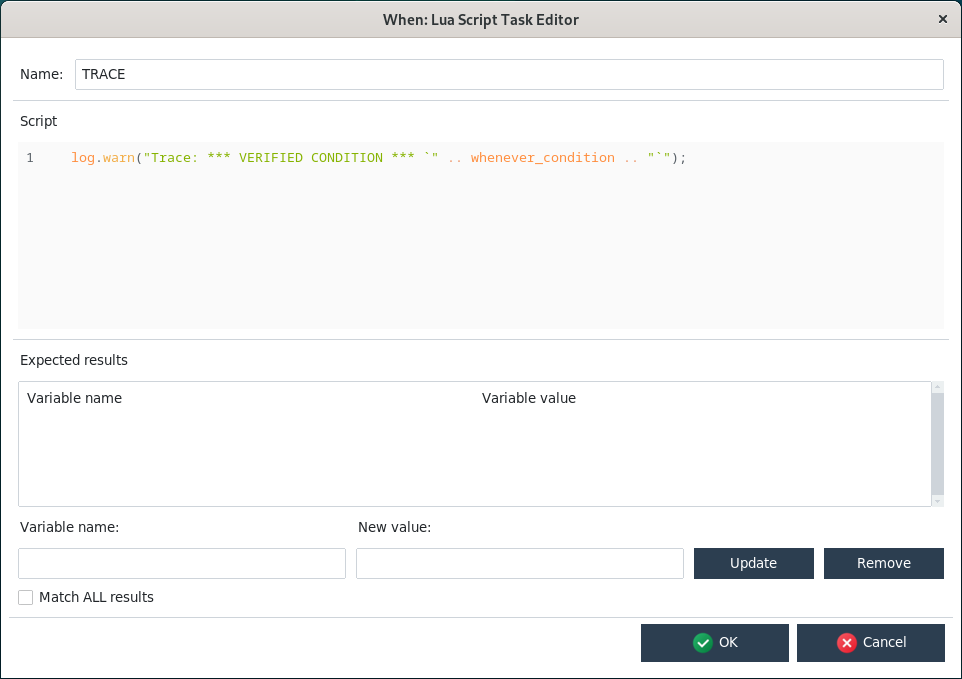 When: Lua Script Task Editor
Name: TRACE
Script
1 log.warn("Trace: *** VERIFIED CONDITION *** `" .. whenever_condition .. "`");
Expected results
Variable name Variable value
Variable name: New value:
Update Remove
Match ALL results
OK Cancel